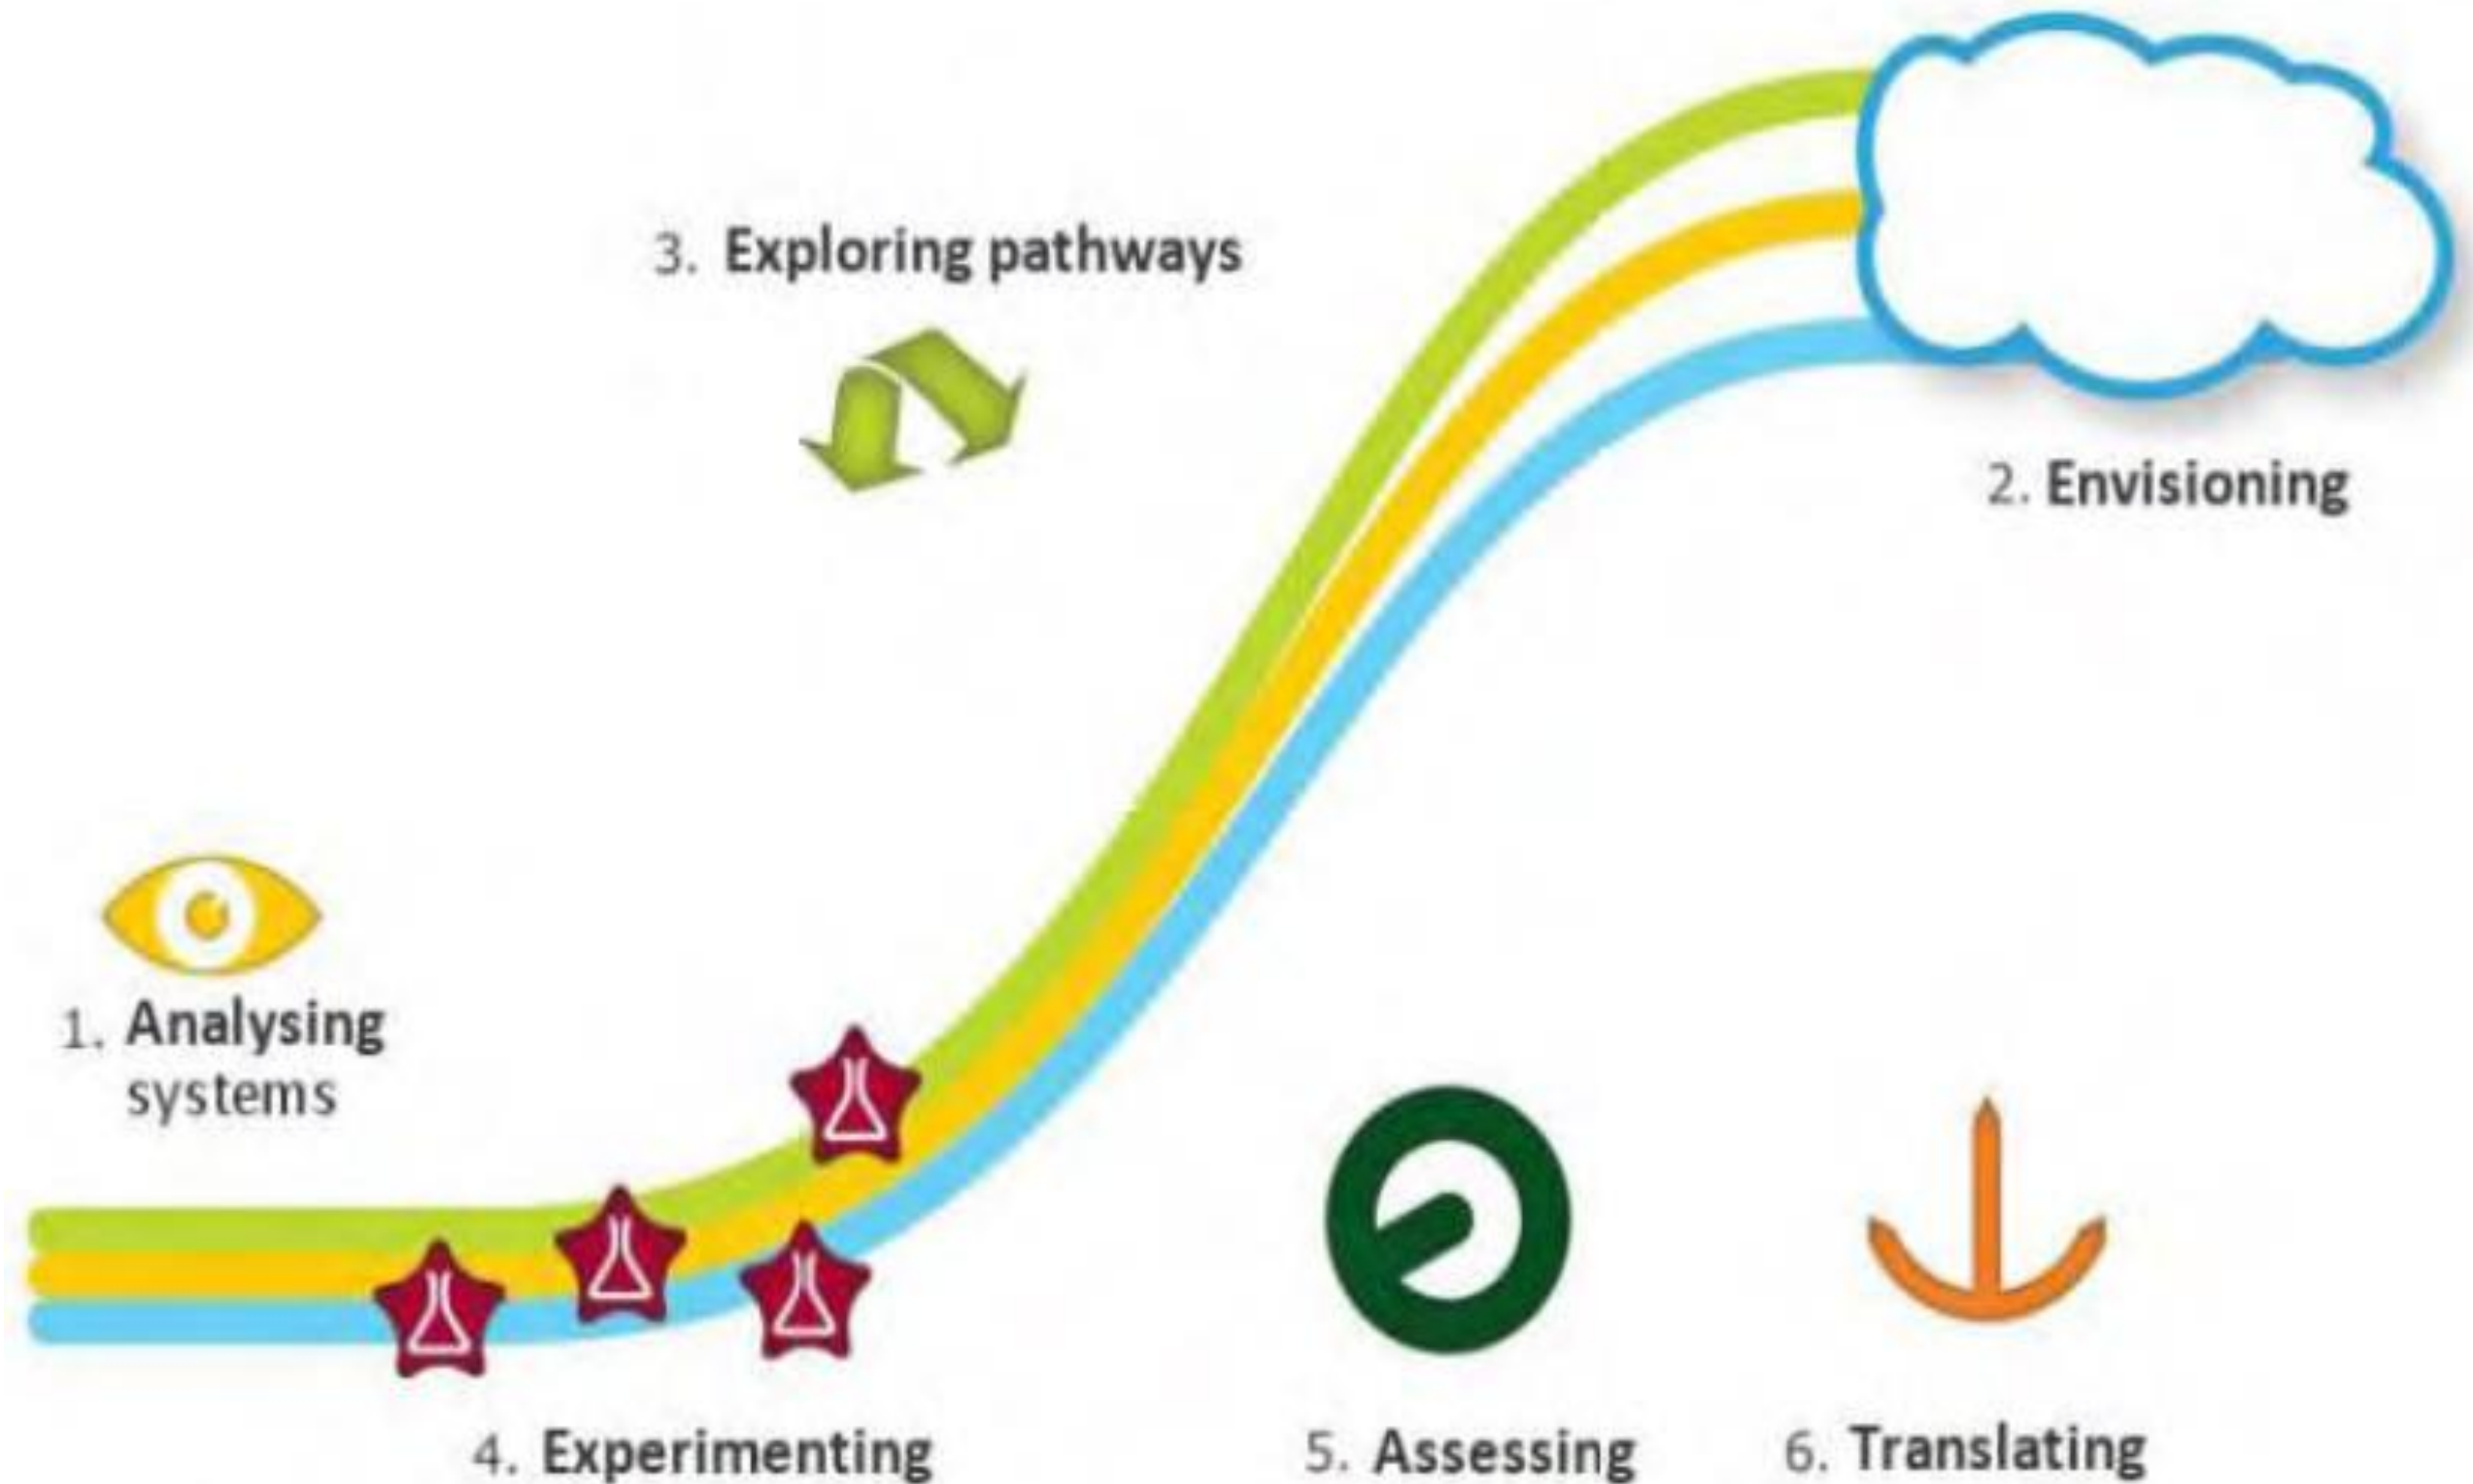 3. Exploring pathways
2. Envisioning
1. Analysing
systems
4. Experimenting
5. Assessing
6. Translating